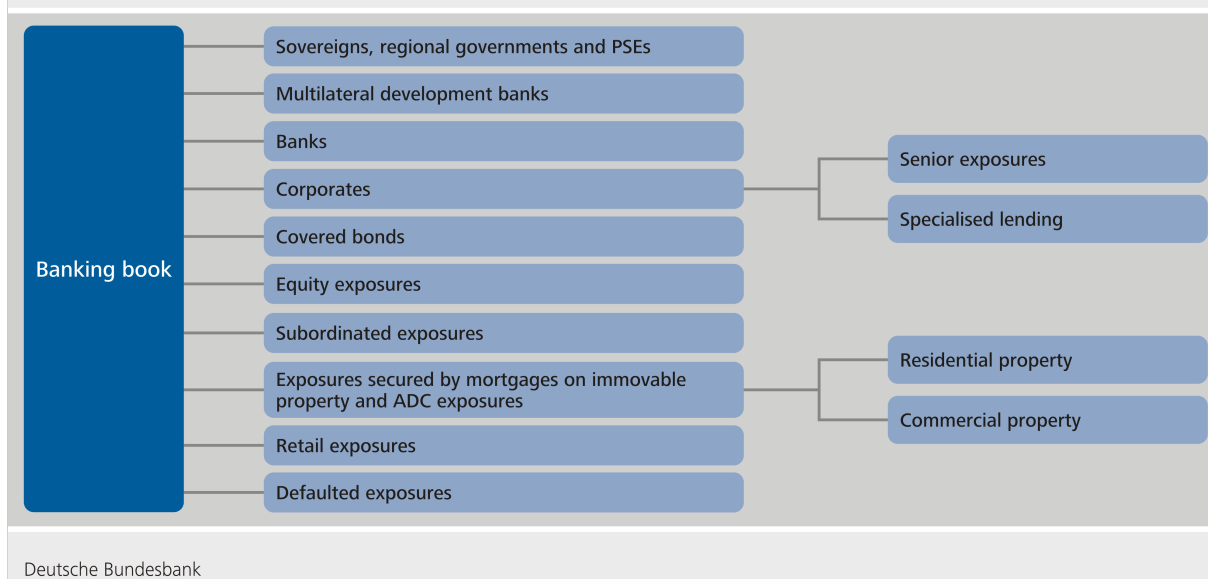 Banking book
Sovereigns, regional governments and PSEs
Multilateral development banks
Banks
Corporates
Senior exposures
Specialised lending
Covered bonds
Equity exposures
Subordinated exposures
Exposures secured by mortgages on immovable
property and ADC exposures
Residential property
Commercial property
Retail exposures
Defaulted exposures
Deutsche Bundesbank